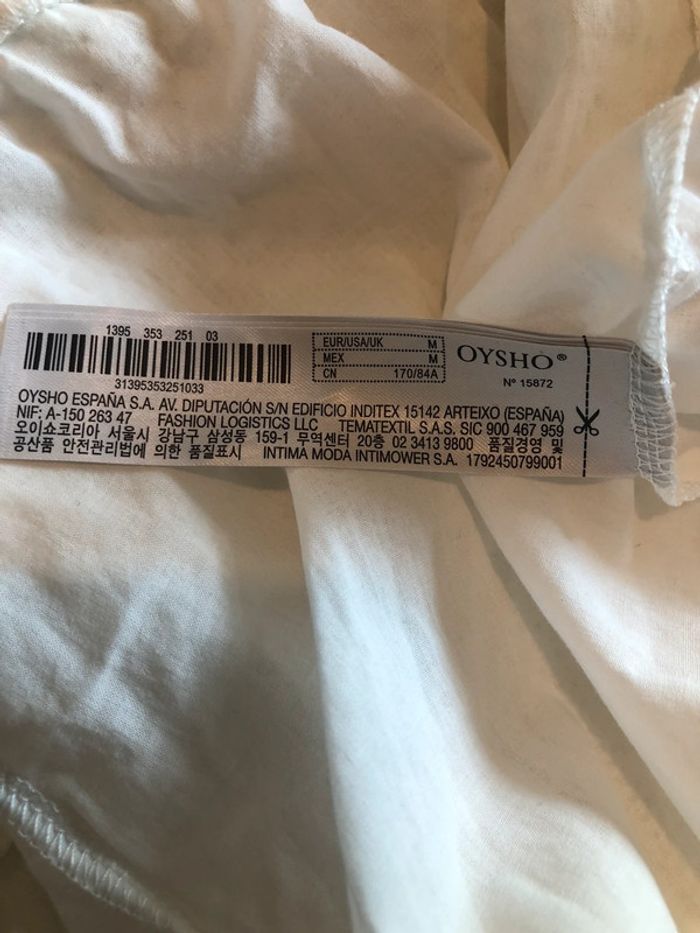 1395 353 251 03
31395353251033
EUR/USA/UK M
MEX M
CN 170/84A
OYSHO®
Nº 15872
OYSHO ESPAÑA S.A. AV. DIPUTACIÓN S/N EDIFICIO INDITEX 15142 ARTEIXO (ESPAÑA)
NIF: A-150 263 47 FASHION LOGISTICS LLC TEMATEXTIL S.A.S. SIC 900 467 959
오이쇼코리아 서울시 강남구 삼성동 159-1 무역센터 20층 02 3413 9800 품질경영 및
공산품 안전관리법에 의한 품질표시 INTIMA MODA INTIMOWER S.A. 1792450799001